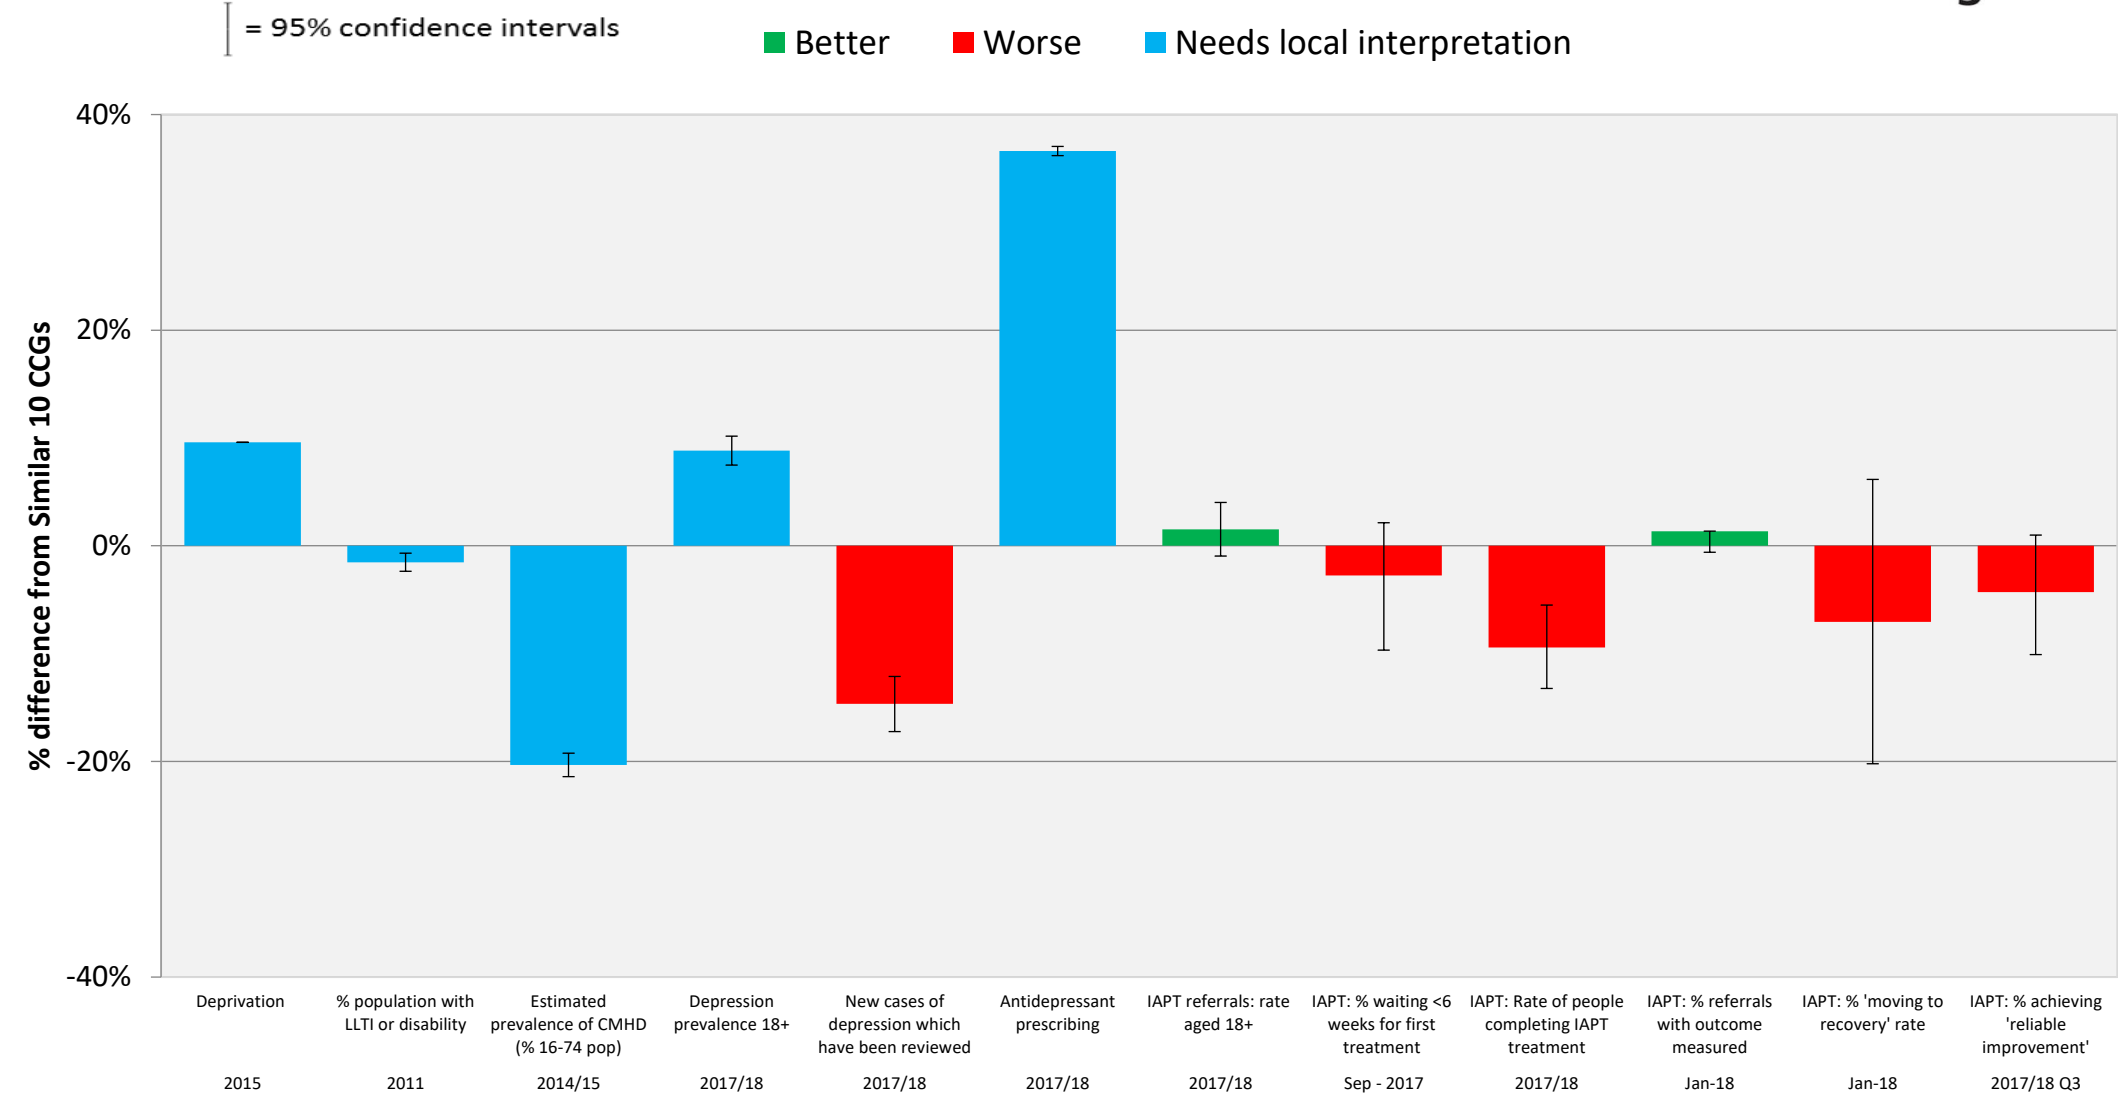 = 95% confidence intervals
Better
Worse
Needs local interpretation
% difference from Similar 10 CCGs
40%
20%
0%
-20%
-40%
Deprivation
2015
% population with
LLTI or disability
2011
Estimated
prevalence of CMHD
(% 16-74 pop)
2014/15
Depression
prevalence 18+
2017/18
New cases of
depression which
have been reviewed
2017/18
Antidepressant
prescribing
2017/18
IAPT referrals: rate
aged 18+
2017/18
IAPT: % waiting <6
weeks for first
treatment
Sep - 2017
IAPT: Rate of people
completing IAPT
treatment
2017/18
IAPT: % referrals
with outcome
measured
Jan-18
IAPT: % 'moving to
recovery' rate
Jan-18
IAPT: % achieving
'reliable
improvement'
2017/18 Q3